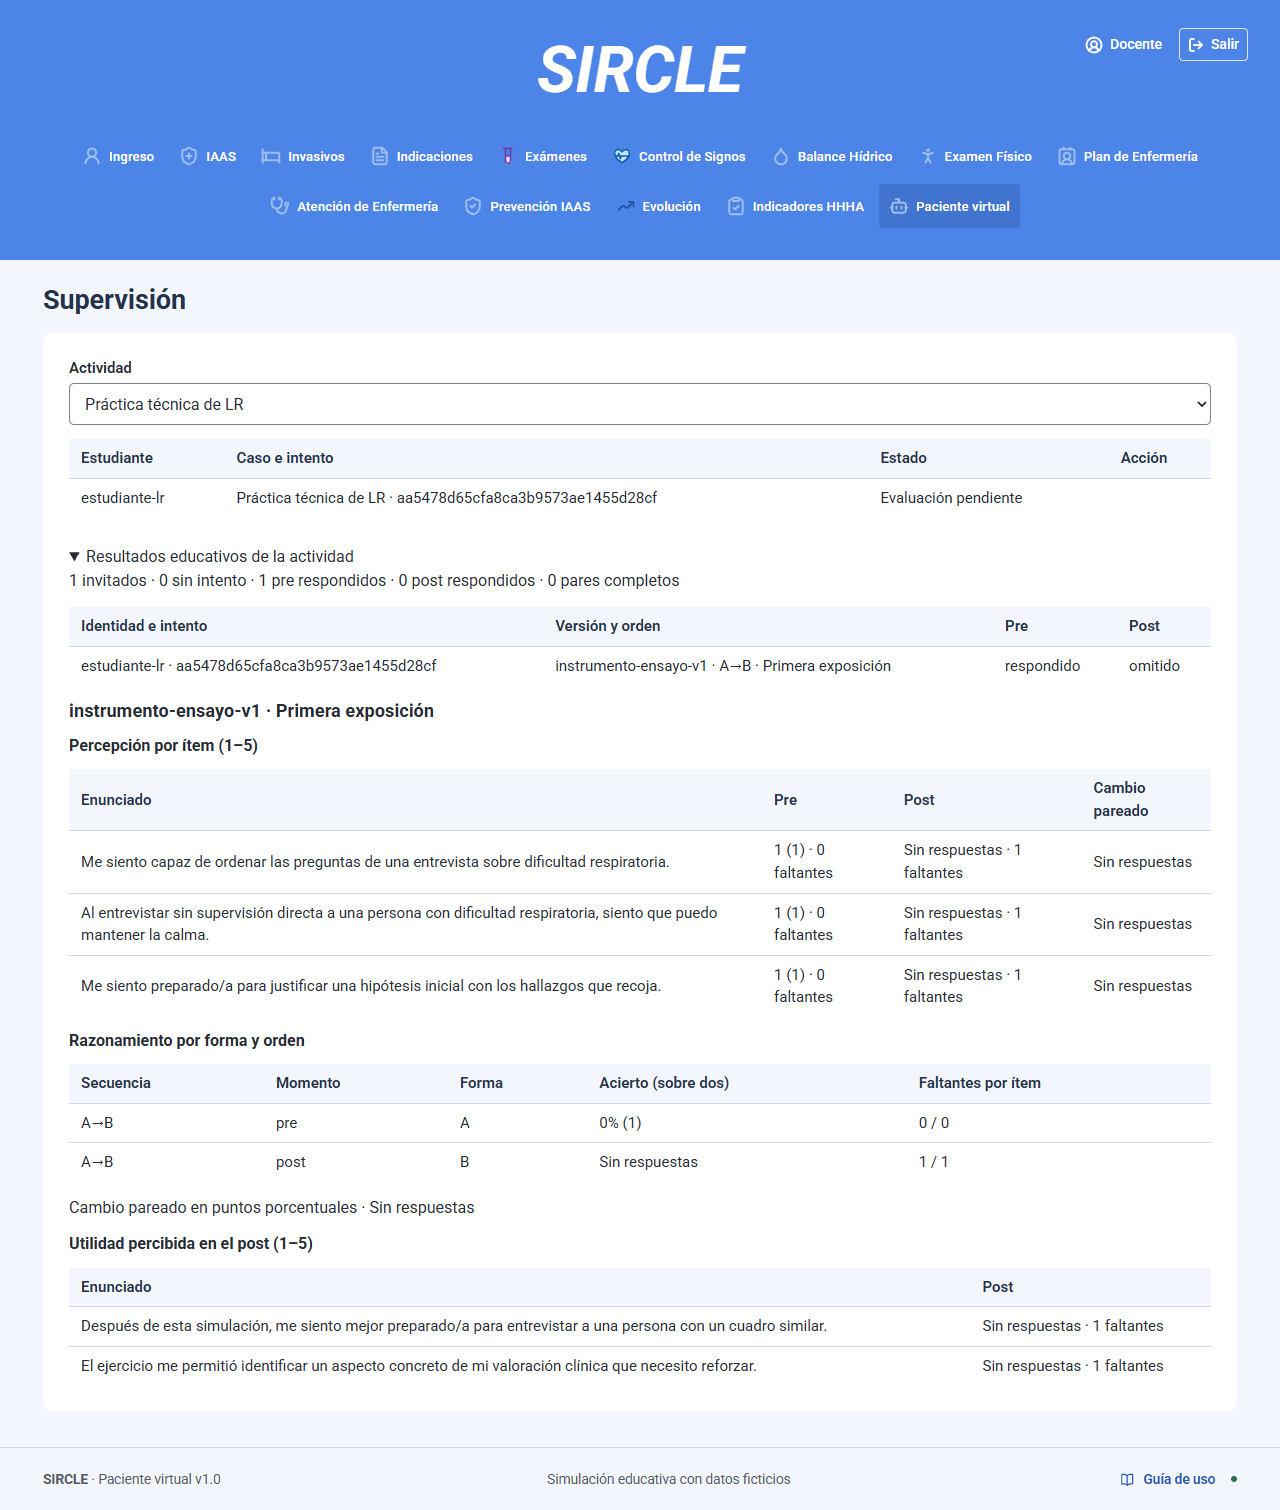 SIRCLE
Docente
Salir
Ingreso
IAAS
Invasivos
Indicaciones
Exámenes
Control de Signos
Balance Hídrico
Examen Físico
Plan de Enfermería
Atención de Enfermería
Prevención IAAS
Evolución
Indicadores HHHA
Paciente virtual
Supervisión
Actividad
Práctica técnica de LR
Estudiante Caso e intento Estado Acción
estudiante-lr Práctica técnica de LR · aa5478d65cfa8ca3b9573ae1455d28cf Evaluación pendiente
▼ Resultados educativos de la actividad
1 invitados · 0 sin intento · 1 pre respondidos · 0 post respondidos · 0 pares completos
Identidad e intento Versión y orden Pre Post
estudiante-lr · aa5478d65cfa8ca3b9573ae1455d28cf instrumento-ensayo-v1 · A→B · Primera exposición respondido omitido
instrumento-ensayo-v1 · Primera exposición
Percepción por ítem (1–5)
Enunciado Pre Post Cambio pareado
Me siento capaz de ordenar las preguntas de una entrevista sobre dificultad respiratoria. 1 (1) · 0 faltantes Sin respuestas · 1 faltantes Sin respuestas
Al entrevistar sin supervisión directa a una persona con dificultad respiratoria, siento que puedo mantener la calma. 1 (1) · 0 faltantes Sin respuestas · 1 faltantes Sin respuestas
Me siento preparado/a para justificar una hipótesis inicial con los hallazgos que recoja. 1 (1) · 0 faltantes Sin respuestas · 1 faltantes Sin respuestas
Razonamiento por forma y orden
Secuencia Momento Forma Acierto (sobre dos) Faltantes por ítem
A→B pre A 0% (1) 0 / 0
A→B post B Sin respuestas 1 / 1
Cambio pareado en puntos porcentuales · Sin respuestas
Utilidad percibida en el post (1–5)
Enunciado Post
Después de esta simulación, me siento mejor preparado/a para entrevistar a una persona con un cuadro similar. Sin respuestas · 1 faltantes
El ejercicio me permitió identificar un aspecto concreto de mi valoración clínica que necesito reforzar. Sin respuestas · 1 faltantes
SIRCLE · Paciente virtual v1.0
Simulación educativa con datos ficticios
Guía de uso